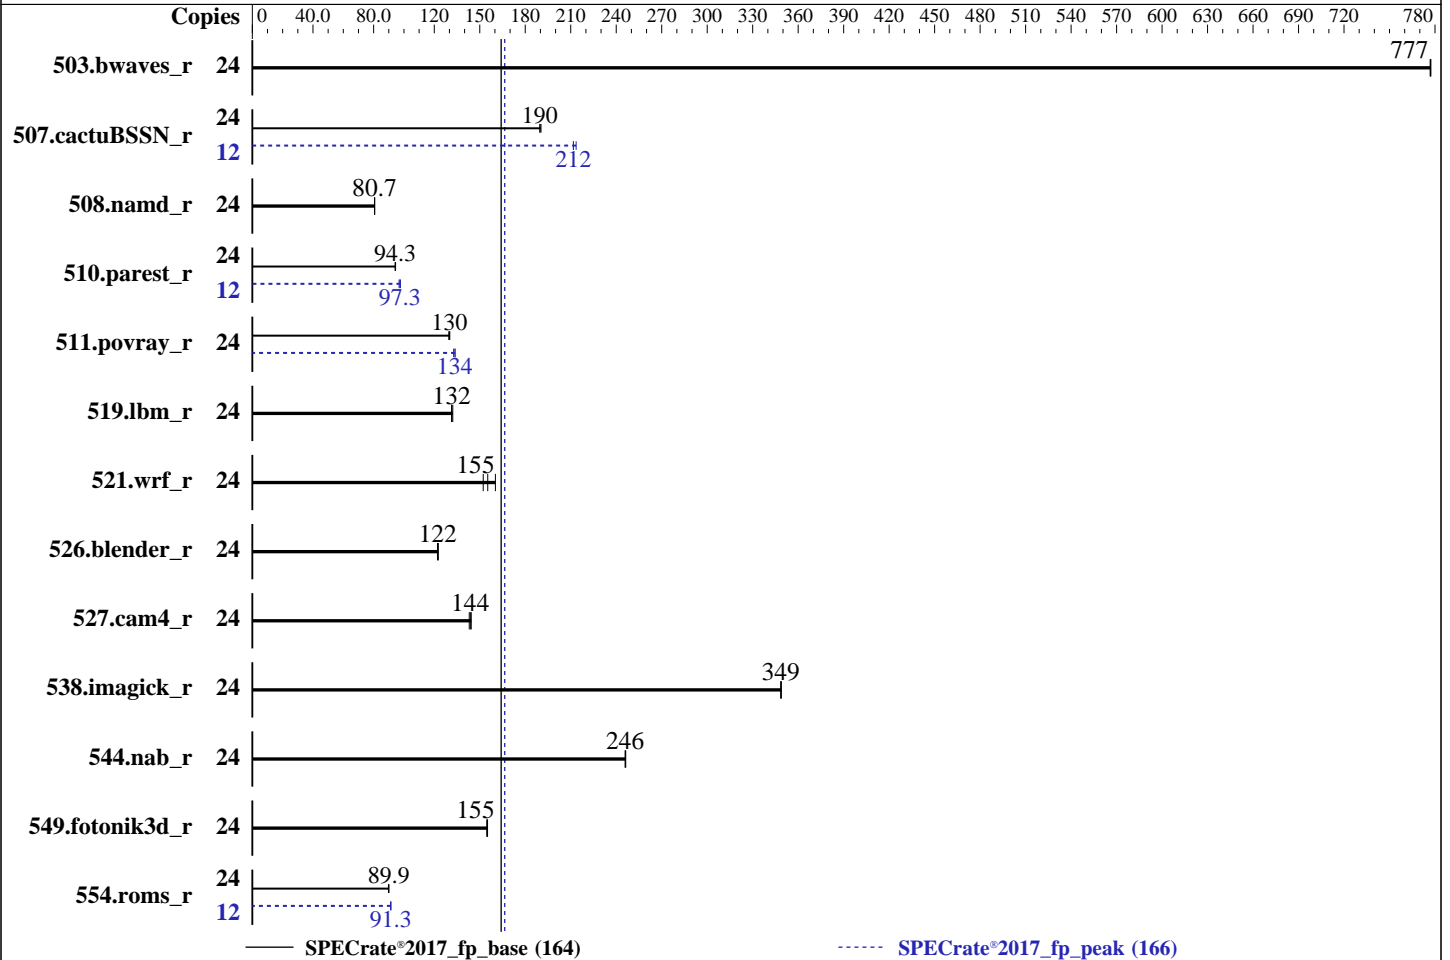 Copies 0 40.0 80.0 120 150 180 210 240 270 300 330 360 390 420 450 480 510 540 570 600 630 660 690 720 780
503.bwaves_r 24 777
507.cactuBSSN_r 24 190
12 212
508.namd_r 24 80.7
510.parest_r 24 94.3
12 97.3
511.povray_r 24 130
134
519.lbm_r 24 132
521.wrf_r 24 155
526.blender_r 24 122
527.cam4_r 24 144
538.imagick_r 24 349
544.nab_r 24 246
549.fotonik3d_r 24 155
554.roms_r 24 89.9
12 91.3
SPECrate®2017_fp_base (164) SPECrate®2017_fp_peak (166)